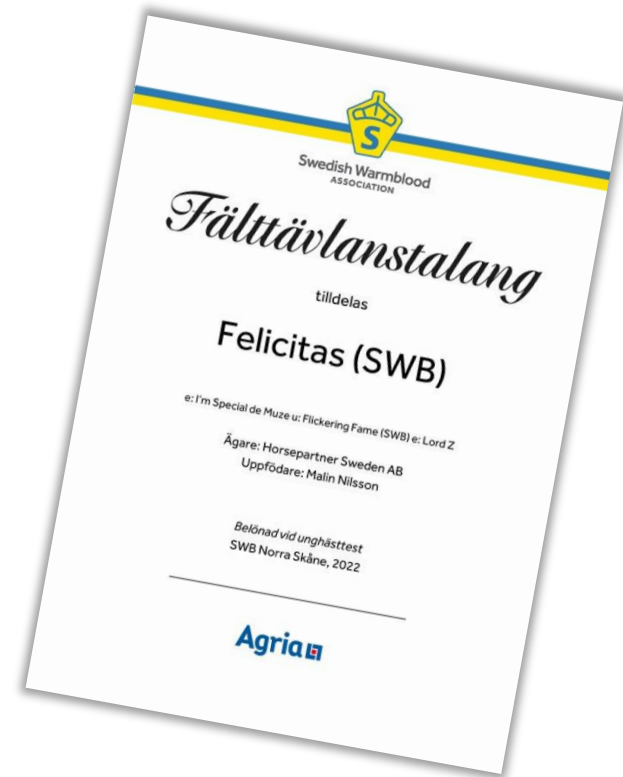 S
Swedish Warmblood
ASSOCIATION
Fälttävlanstalang
tilldelas
Felicitas (SWB)
e: I'm Special de Muze u: Flickering Fame (SWB) e: Lord Z
Ägare: Horsepartner Sweden AB
Uppfödare: Malin Nilsson
Belönad vid unghästtest
SWB Norra Skåne, 2022
Agria